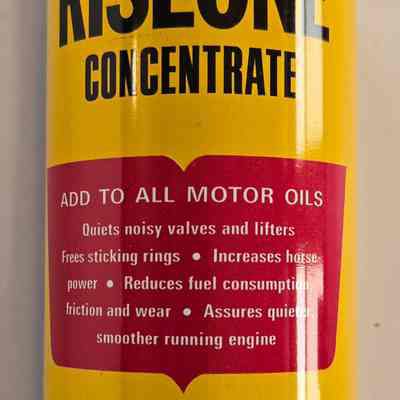 RISLONE
CONCENTRATE
ADD TO ALL MOTOR OILS
Quiets noisy valves and lifters
Frees sticking rings • Increases horse-
power • Reduces fuel consumption,
friction and wear • Assures quieter,
smoother running engine